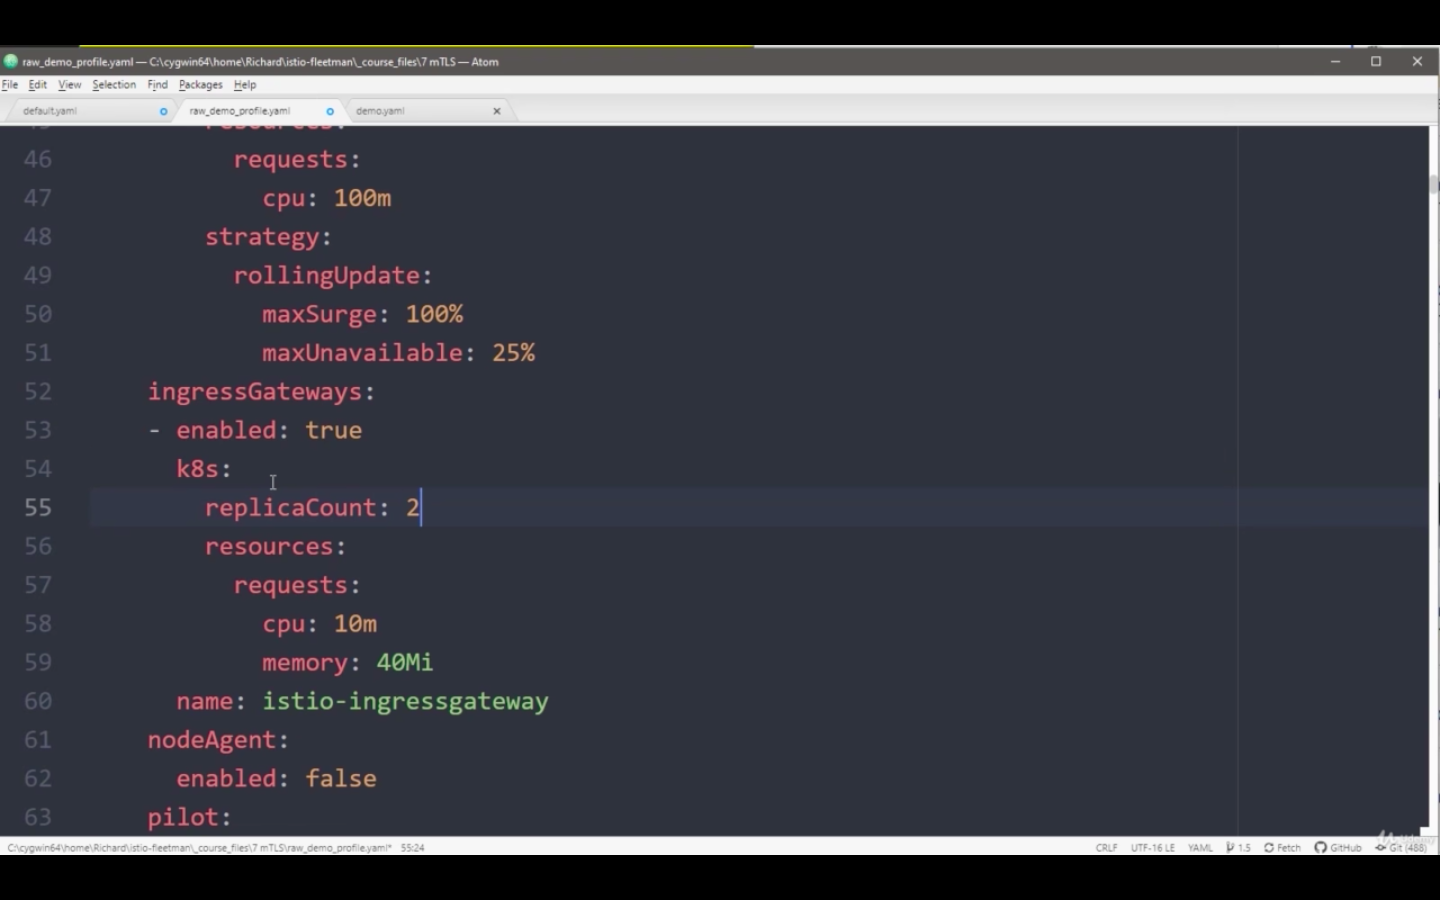 raw_demo_profile.yaml — C:\cygwin64\home\Richard\istio-fleetman\_course_files\7 mTLS — Atom
File Edit View Selection Find Packages Help
default.yaml raw_demo_profile.yaml demo.yaml
45 resources:
46 requests:
47 cpu: 100m
48 strategy:
49 rollingUpdate:
50 maxSurge: 100%
51 maxUnavailable: 25%
52 ingressGateways:
53 - enabled: true
54 k8s:
55 replicaCount: 2
56 resources:
57 requests:
58 cpu: 10m
59 memory: 40Mi
60 name: istio-ingressgateway
61 nodeAgent:
62 enabled: false
63 pilot:
C:\cygwin64\home\Richard\istio-fleetman\_course_files\7 mTLS\raw_demo_profile.yaml* 55:24 CRLF UTF-16 LE YAML 1.5 Fetch GitHub Git (488)